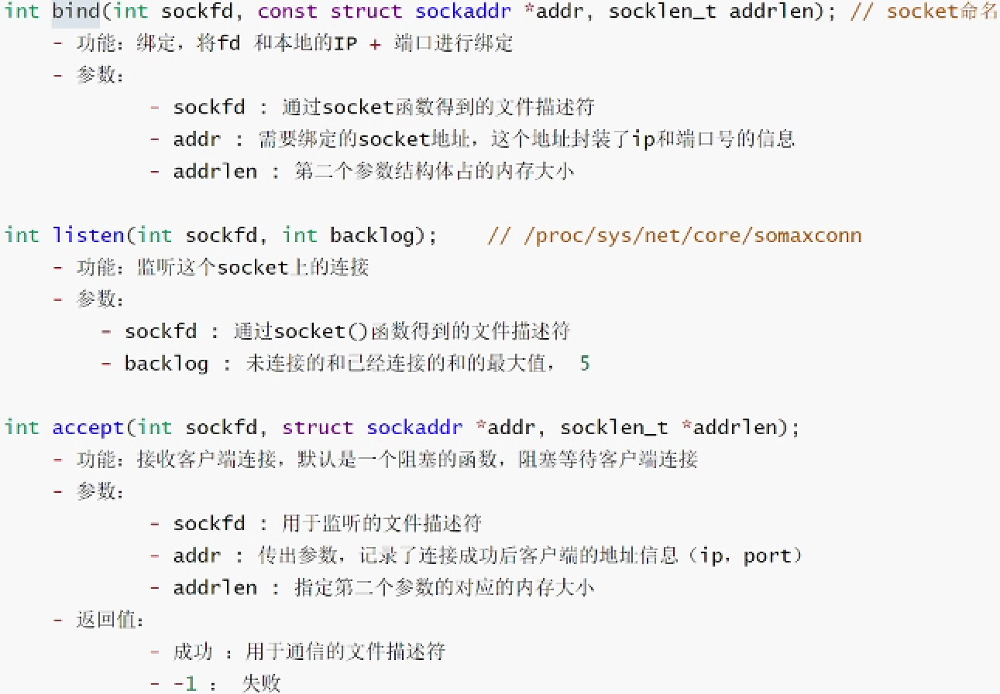 int bind(int sockfd, const struct sockaddr *addr, socklen_t addrlen); // socket命名
- 功能：绑定，将fd 和本地的IP + 端口进行绑定
- 参数：
- sockfd : 通过socket函数得到的文件描述符
- addr : 需要绑定的socket地址，这个地址封装了ip和端口号的信息
- addrlen : 第二个参数结构体占的内存大小
int listen(int sockfd, int backlog); // /proc/sys/net/core/somaxconn
- 功能：监听这个socket上的连接
- 参数：
- sockfd : 通过socket()函数得到的文件描述符
- backlog : 未连接的和已经连接的和的最大值， 5
int accept(int sockfd, struct sockaddr *addr, socklen_t *addrlen);
- 功能：接收客户端连接，默认是一个阻塞的函数，阻塞等待客户端连接
- 参数：
- sockfd : 用于监听的文件描述符
- addr : 传出参数，记录了连接成功后客户端的地址信息（ip，port）
- addrlen : 指定第二个参数的对应的内存大小
- 返回值：
- 成功 ：用于通信的文件描述符
- -1 ： 失败